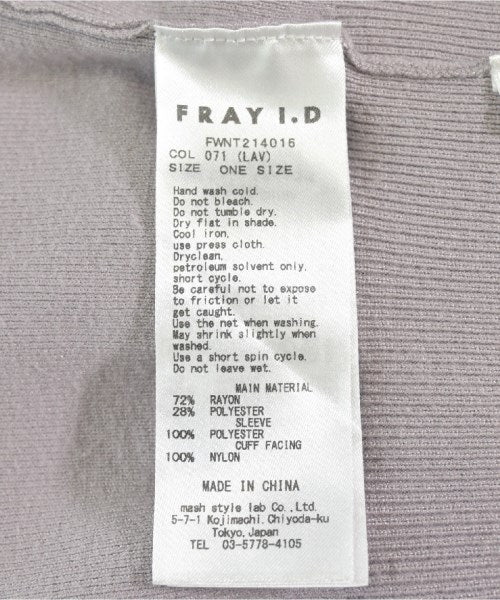 FRAY I.D
FWNT214016
COL 071 (LAV)
SIZE ONE SIZE
Hand wash cold.
Do not bleach.
Do not tumble dry.
Dry flat in shade.
Cool iron.
use press cloth.
Dryclean,
petroleum solvent only,
short cycle.
Be careful not to expose
to friction or let it
get caught.
Use the net when washing.
May shrink slightly when
washed.
Use a short spin cycle.
Do not leave wet.
MAIN MATERIAL
72% RAYON
28% POLYESTER
SLEEVE
100% POLYESTER
CUFF FACING
100% NYLON
MADE IN CHINA
mash style lab Co.,Ltd.
5-7-1 Kojimachi,Chiyoda-ku
Tokyo,Japan
TEL 03-5778-4105